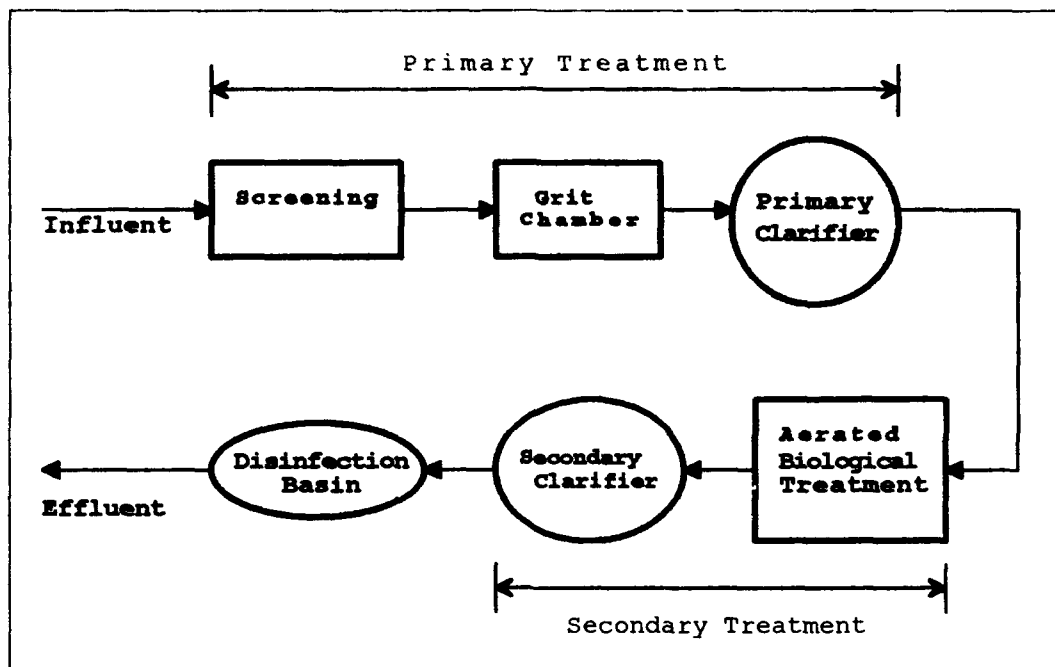 Primary Treatment
Screening
Grit
Chamber
Primary
Clarifier
Influent
Aerated
Biological
Treatment
Secondary
Clarifier
Disinfection
Basin
Effluent
Secondary Treatment